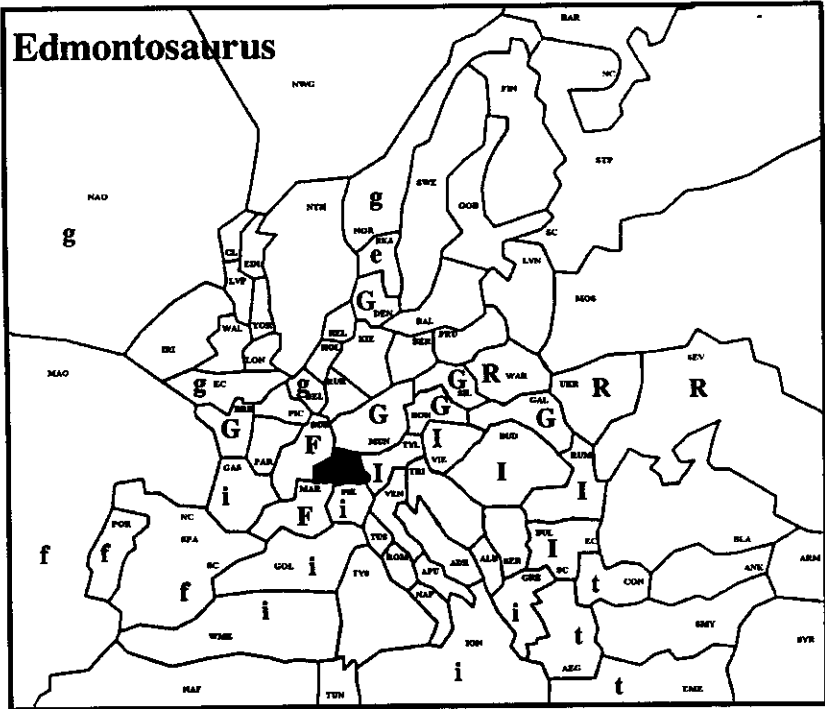 Edmontosaurus
BAR
NWG
NC
FIN
STP
NAO
g
NTH
g
SWE
GOB
NOR
SKA
e
SC
CL
EDI
LVN
LVP
MOS
G
DEN
WAL
YOR
BAL
HEL
IRI
HOL
KIE
BER
PRU
SEV
LON
MAO
g
EC
g
BEL
RUH
G
SIL
R
WAR
UKR
R
R
BRE
PIC
BUR
G
BOH
G
GAL
G
G
F
MUN
TYL
I
VIE
BUD
GAS
PAR
I
TRI
I
RUM
i
MAR
PIE
i
VEN
I
F
NC
POR
SPA
TUS
BUL
EC
BLA
f
f
SC
GOL
i
TYS
ROM
ADR
ALB
SER
I
SC
ARM
APU
GRE
t
CON
ANK
f
NAP
i
WME
i
t
SMY
ION
SYR
AEG
i
NAF
TUN
t
EME